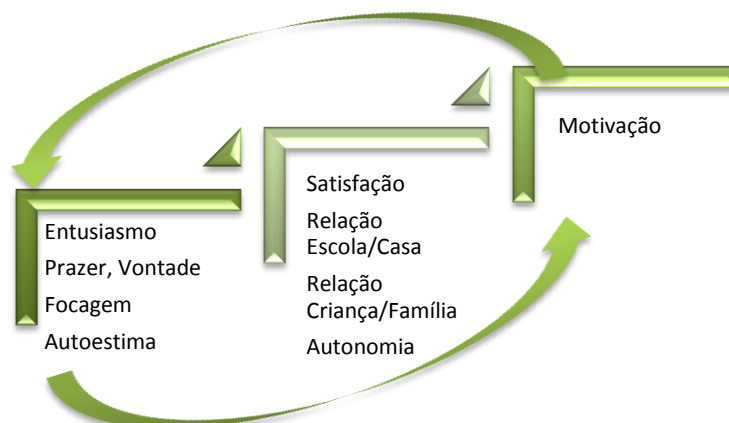 Entusiasmo
Prazer, Vontade
Focagem
Autoestima
Satisfação
Relação
Escola/Casa
Relação
Criança/Família
Autonomia
Motivação